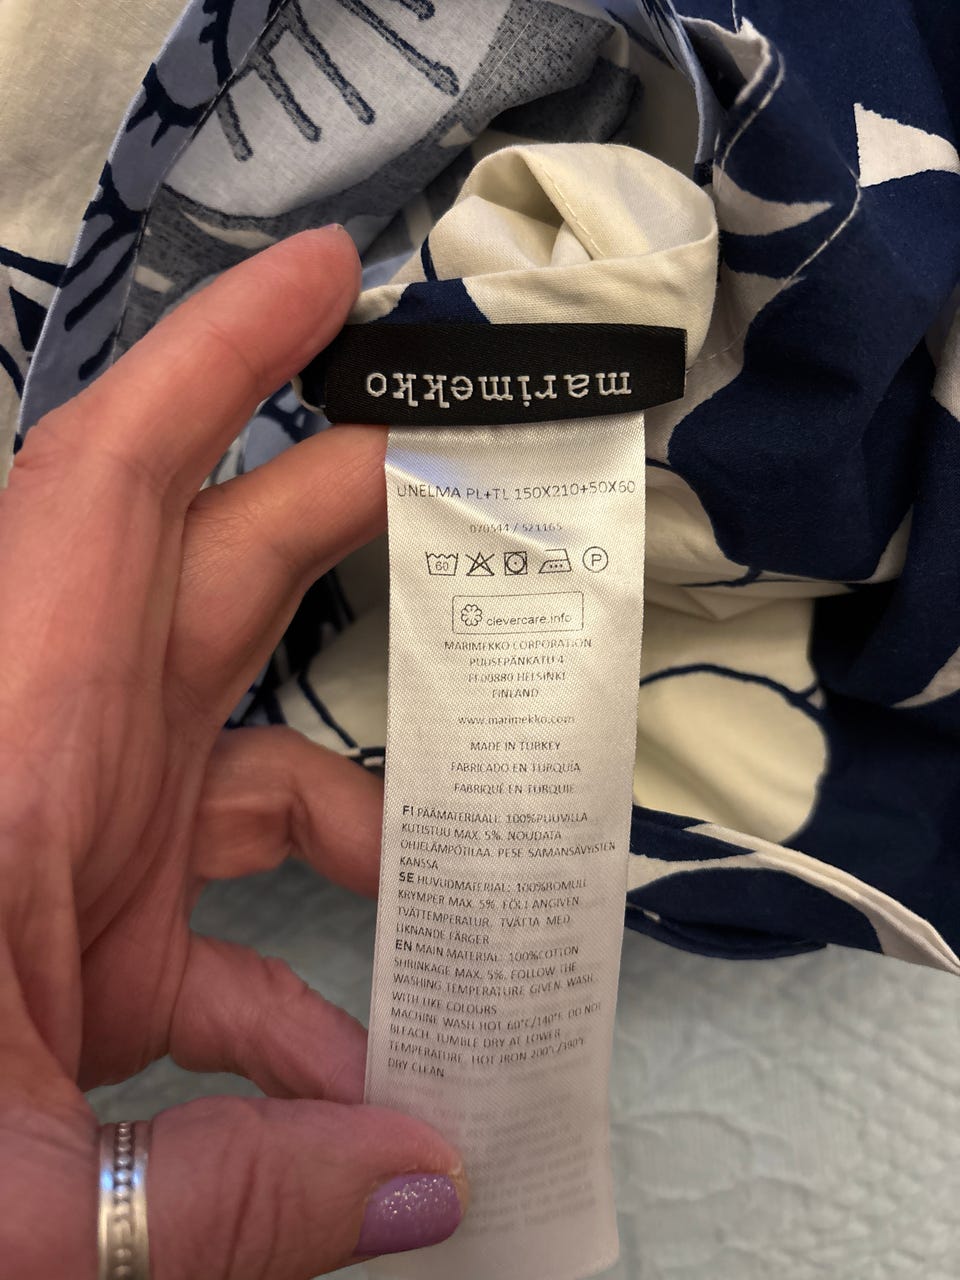 marimekko
UNELMA PL+TL 150X210+50X60
070544 / 521165
60 P
clevercare.info
MARIMEKKO CORPORATION
PUUSEPÄNKATU 4
FI 00880 HELSINKI
FINLAND
www.marimekko.com
MADE IN TURKEY
FABRICADO EN TURQUÍA
FABRIQUÉ EN TURQUIE
FI PÄÄMATERIAALI: 100%PUUVILLA
KUTISTUU MAX. 5%. NOUDATA
OHJELÄMPÖTILAA. PESE SAMANSÄVYISTEN
KANSSA
SE HUVUDMATERIAL: 100%BOMULL
KRYMPER MAX. 5%. FÖLJ ANGIVEN
TVÄTTEMPERATUR. TVÄTTA MED
LIKNANDE FÄRGER
EN MAIN MATERIAL: 100%COTTON
SHRINKAGE MAX. 5%. FOLLOW THE
WASHING TEMPERATURE GIVEN. WASH
WITH LIKE COLOURS
MACHINE WASH HOT 60°C/140°F. DO NOT
BLEACH. TUMBLE DRY AT LOWER
TEMPERATURE. HOT IRON 200°C/390°F
DRY CLEAN